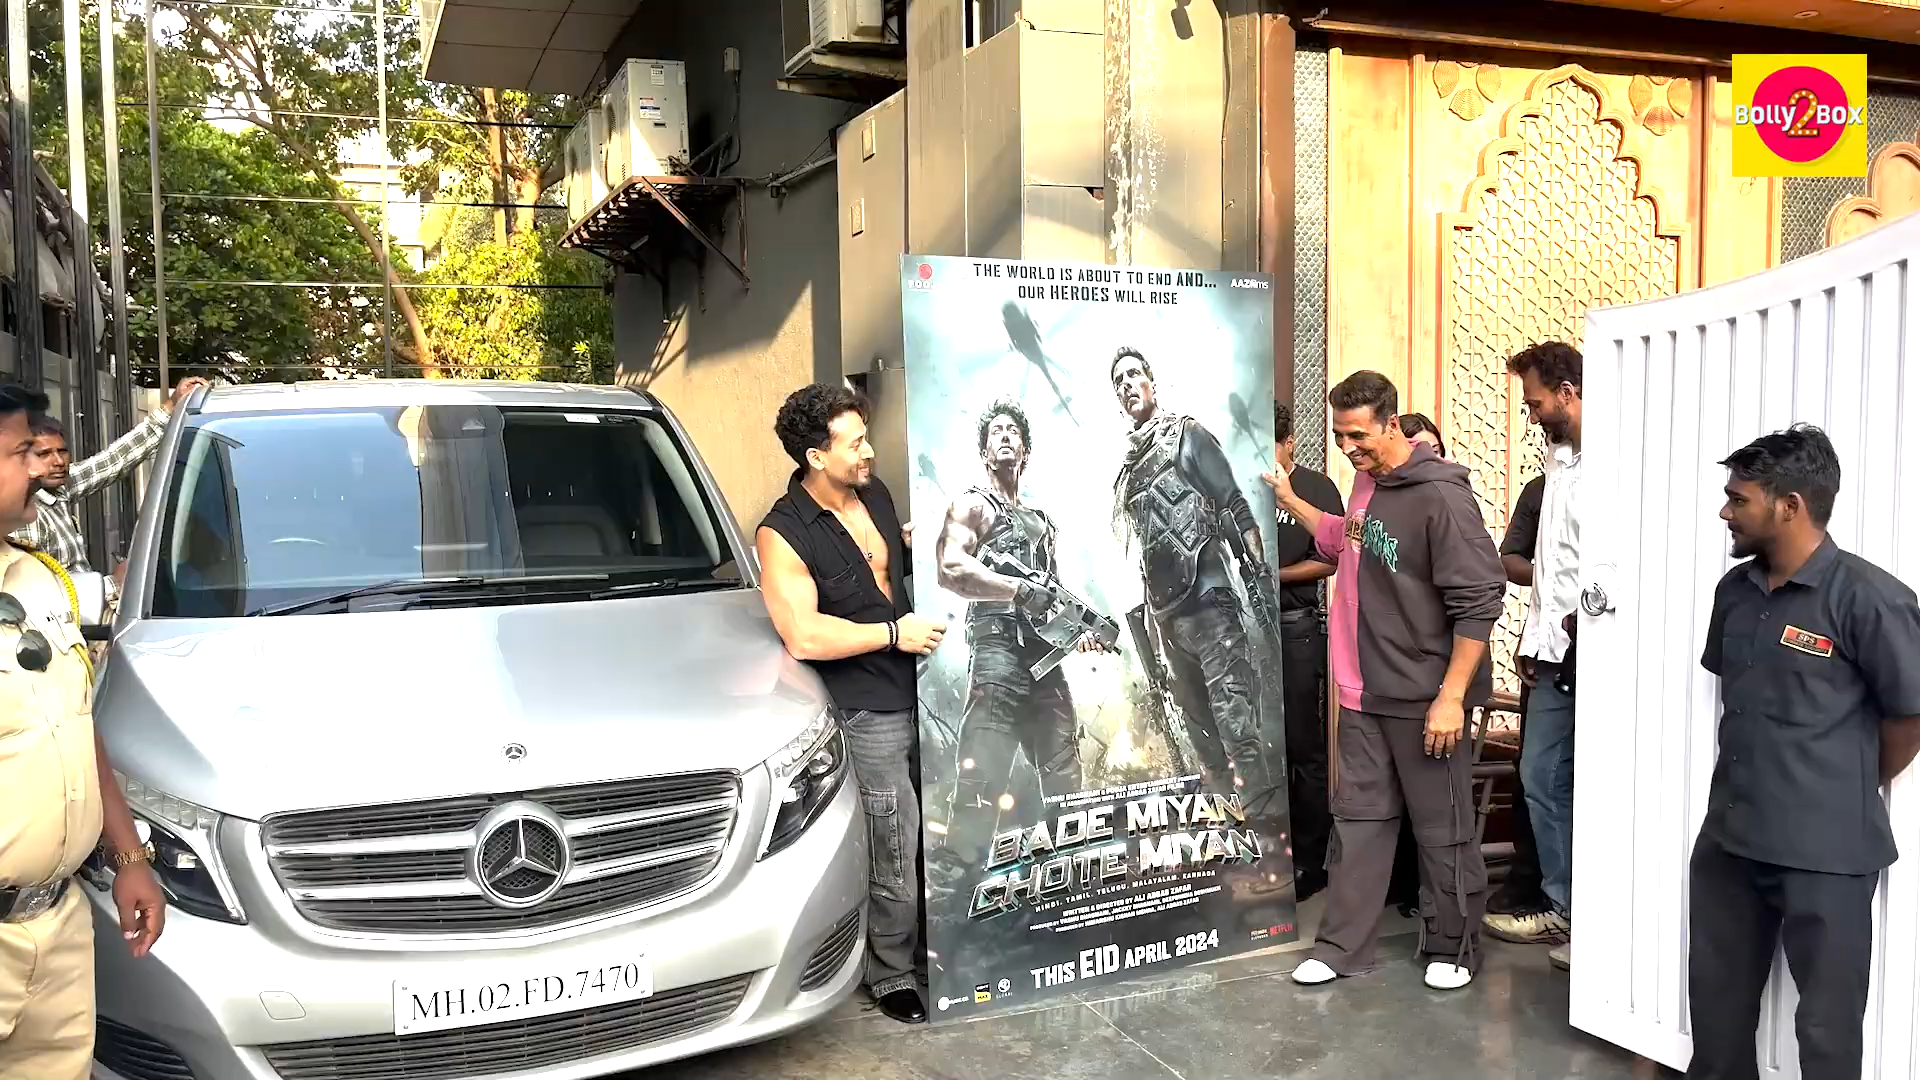 Bolly2Box
THE WORLD IS ABOUT TO END AND...
OUR HEROES WILL RISE
AAZfilms
BADE MIYAN
CHOTE MIYAN
HINDI, TAMIL, TELUGU, MALAYALAM, KANNADA
WRITTEN & DIRECTED BY ALI ABBAS ZAFAR
THIS EID APRIL 2024
NETFLIX
MH.02.FD.7470
SPS